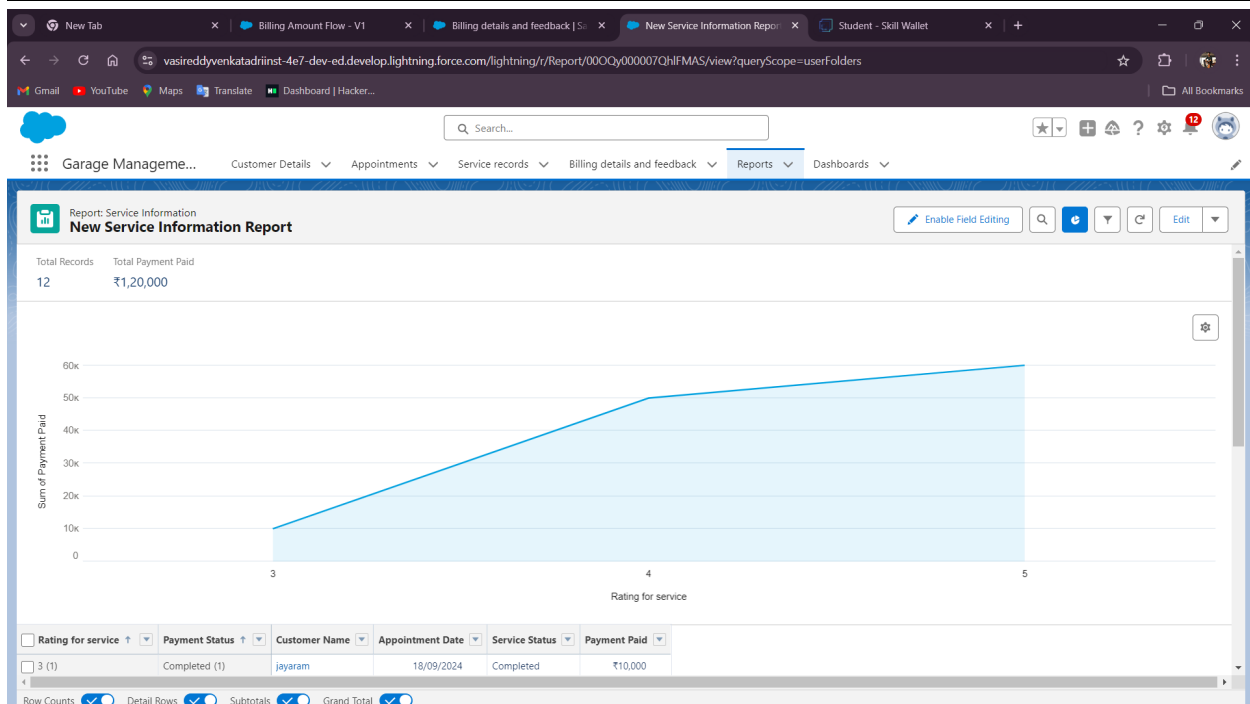 New Tab
Billing Amount Flow - V1
Billing details and feedback | Sa
New Service Information Report
Student - Skill Wallet
vasireddyvenkatadriinst-4e7-dev-ed.develop.lightning.force.com/lightning/r/Report/00OQy000007QhlFMAS/view?queryScope=userFolders
Gmail YouTube Maps Translate Dashboard | Hacker... All Bookmarks
Search...
12
Garage Manageme... Customer Details Appointments Service records Billing details and feedback Reports Dashboards
Report: Service Information
New Service Information Report
Enable Field Editing Edit
Total Records Total Payment Paid
12 ₹1,20,000
60K
50K
40K
30K
20K
10K
0
Sum of Payment Paid
3 4 5
Rating for service
Rating for service ↑ Payment Status ↑ Customer Name Appointment Date Service Status Payment Paid
3 (1) Completed (1) jayaram 18/09/2024 Completed ₹10,000
Row Counts Detail Rows Subtotals Grand Total